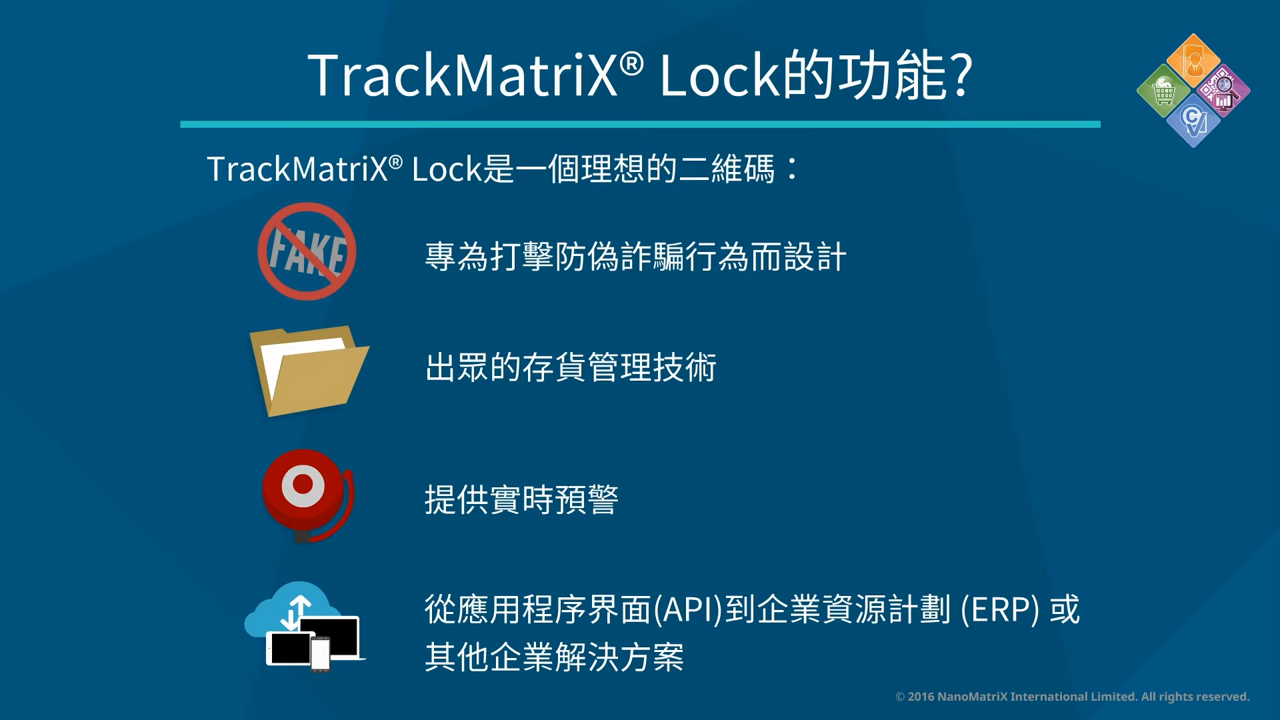 TrackMatriX® Lock的功能?
TrackMatriX® Lock是一個理想的二維碼：
FAKE
專為打擊防偽詐騙行為而設計
出眾的存貨管理技術
提供實時預警
從應用程序界面(API)到企業資源計劃 (ERP) 或
其他企業解決方案
© 2016 NanoMatriX International Limited. All rights reserved.